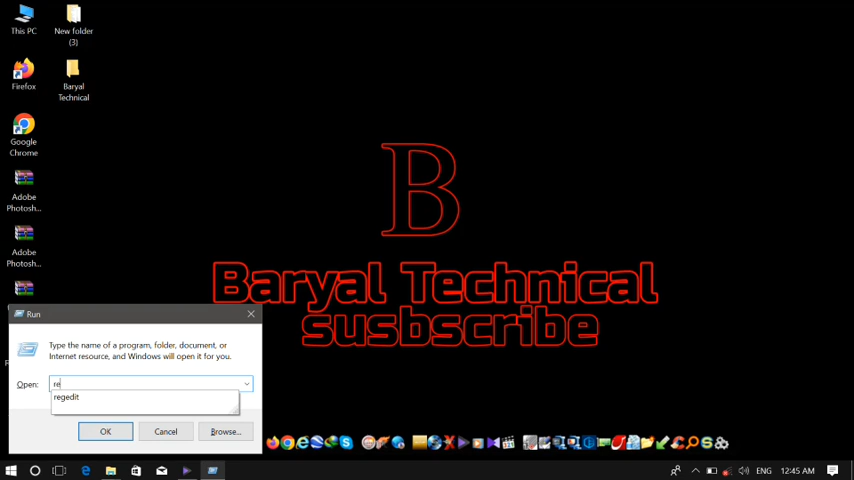 This PC
New folder
(3)
Firefox
Baryal
Technical
Google
Chrome
Adobe
Photosh...
Adobe
Photosh...
B
Baryal Technical
susbscribe
Run
Type the name of a program, folder, document, or
Internet resource, and Windows will open it for you.
Open:
re
regedit
OK
Cancel
Browse...
ENG
12:45 AM